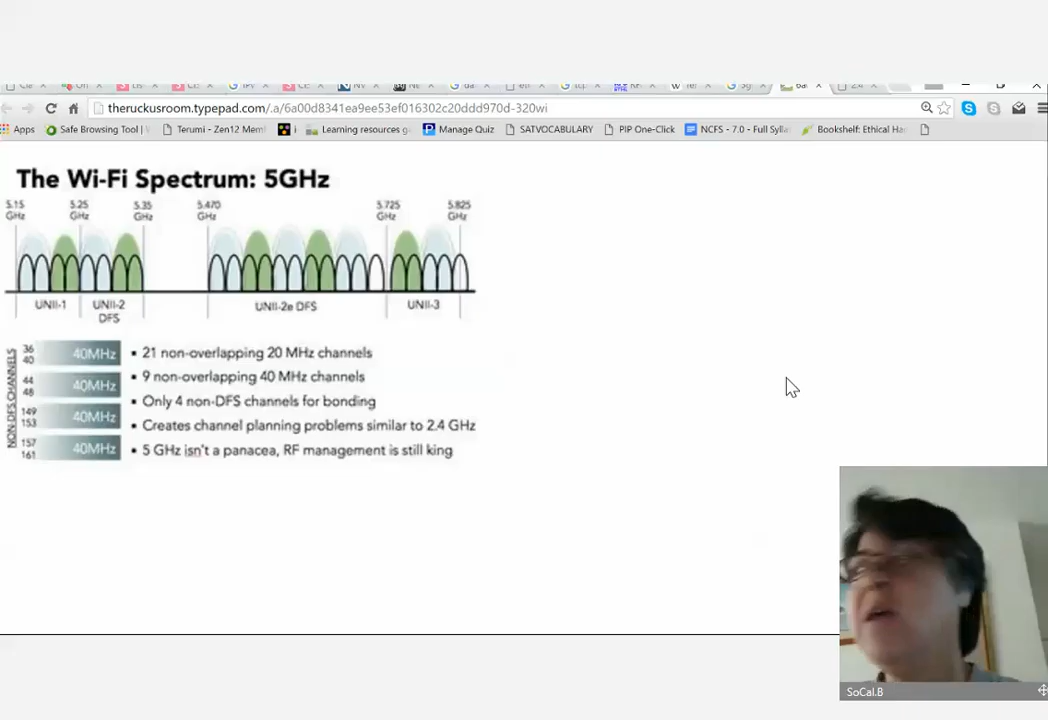 theruckusroom.typepad.com/.a/6a00d8341ea9ee53ef016302c20ddd970d-320wi
Apps Safe Browsing Tool | Terumi - Zen12 Mem Learning resources g Manage Quiz SATVOCABULARY PIP One-Click NCFS - 7.0 - Full Sylla Bookshelf: Ethical Ha
The Wi-Fi Spectrum: 5GHz
5.15 5.25 5.35 5.470 5.725 5.825
GHz GHz GHz GHz GHz GHz
UNII-1 UNII-2 UNII-2e DFS UNII-3
DFS
NON-DFS CHANNELS
36
40
40MHz
44
48
40MHz
149
153
40MHz
157
161
40MHz
▪ 21 non-overlapping 20 MHz channels
▪ 9 non-overlapping 40 MHz channels
▪ Only 4 non-DFS channels for bonding
▪ Creates channel planning problems similar to 2.4 GHz
▪ 5 GHz isn't a panacea, RF management is still king
SoCal.B